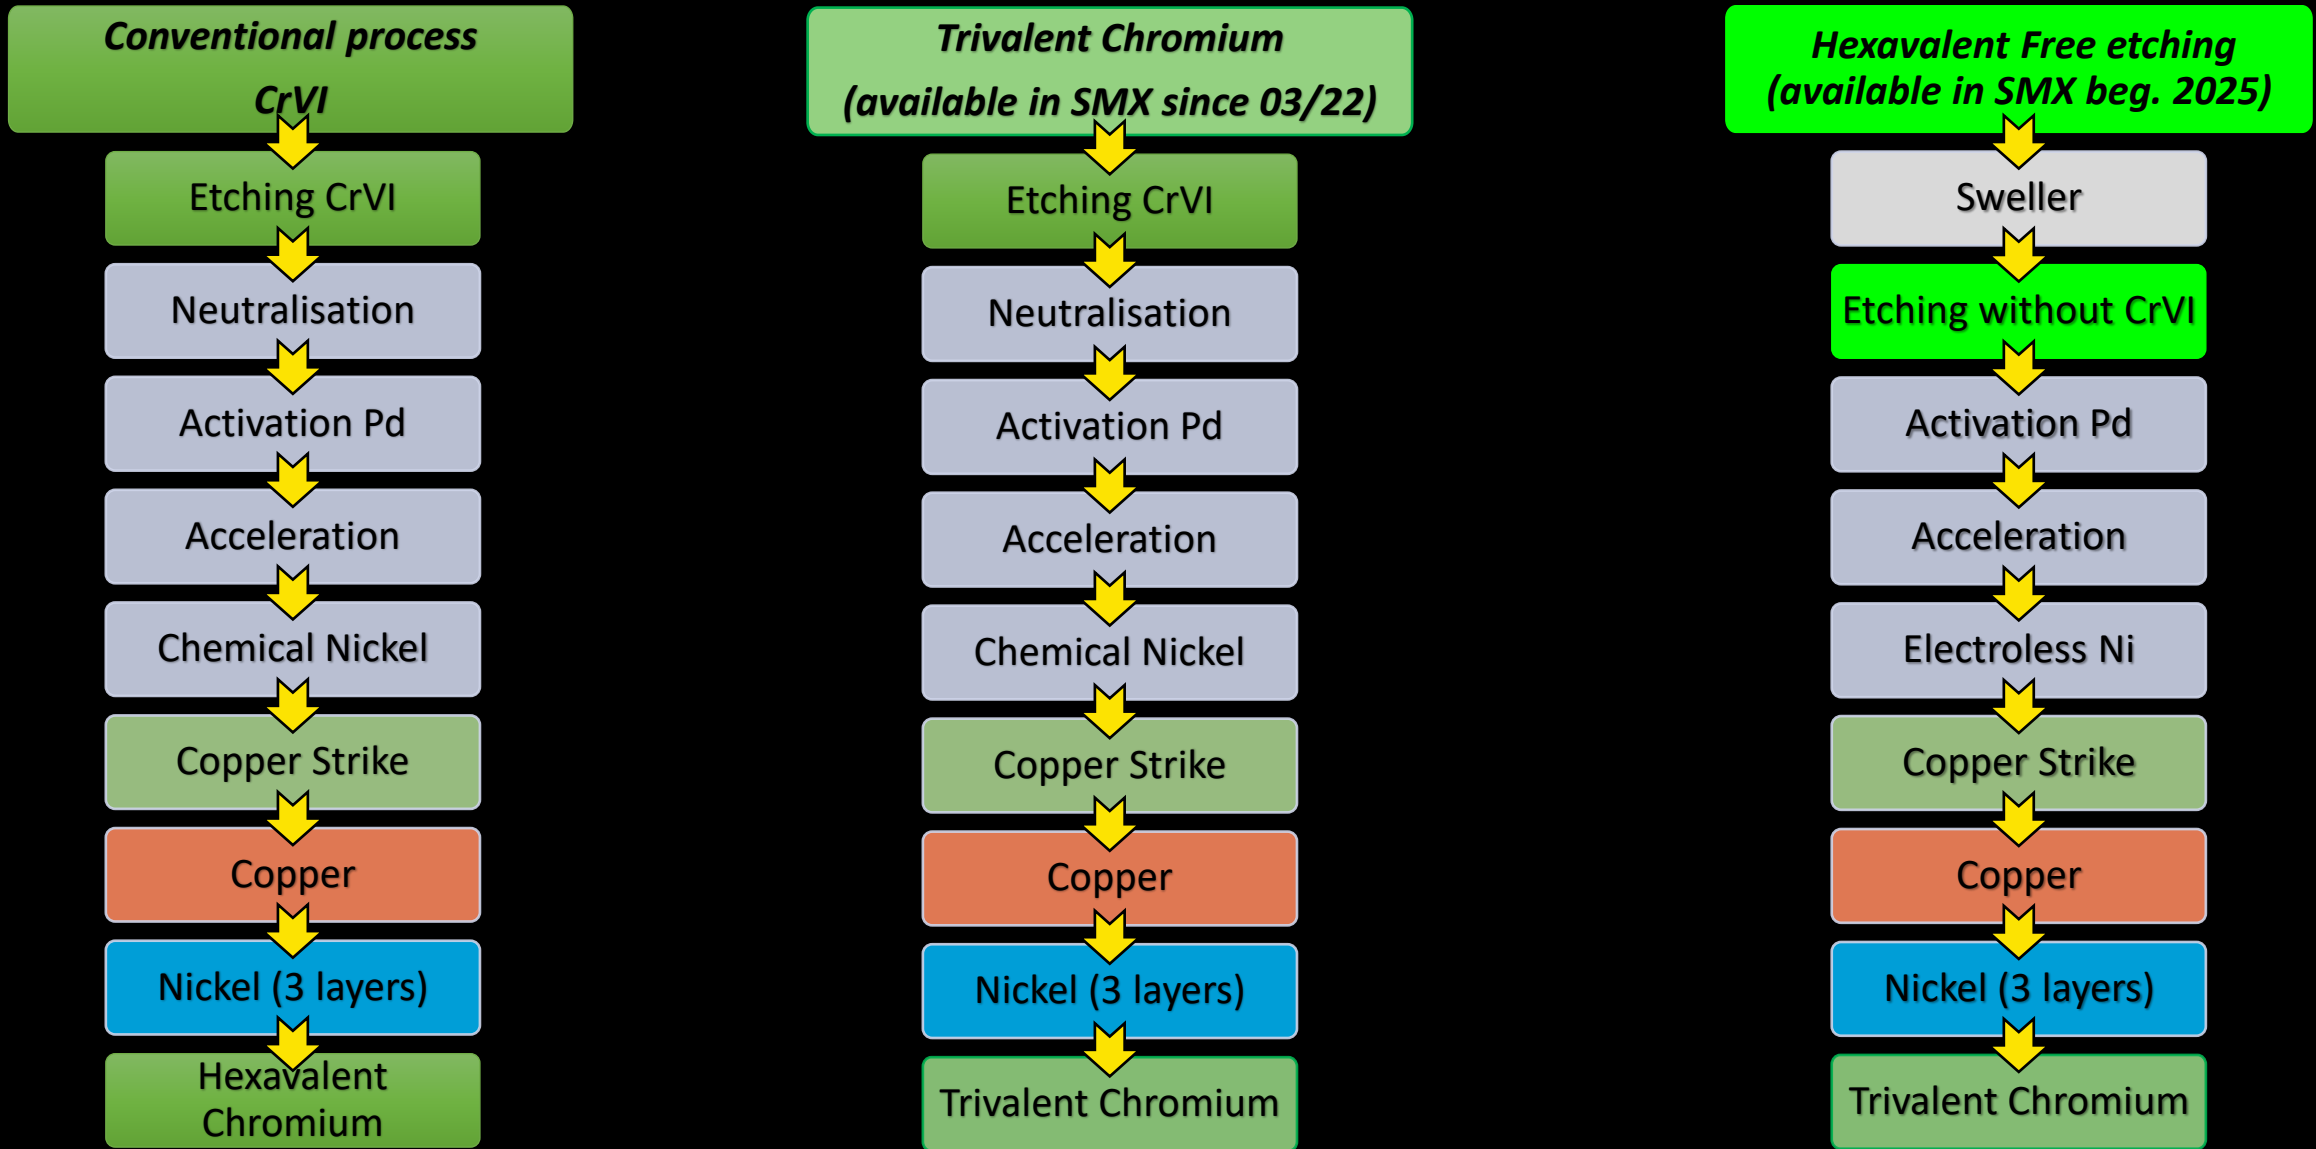 Conventional process
CrVI
Etching CrVI
Neutralisation
Activation Pd
Acceleration
Chemical Nickel
Copper Strike
Copper
Nickel (3 layers)
Hexavalent
Chromium
Trivalent Chromium
(available in SMX since 03/22)
Etching CrVI
Neutralisation
Activation Pd
Acceleration
Chemical Nickel
Copper Strike
Copper
Nickel (3 layers)
Trivalent Chromium
Hexavalent Free etching
(available in SMX beg. 2025)
Sweller
Etching without CrVI
Activation Pd
Acceleration
Electroless Ni
Copper Strike
Copper
Nickel (3 layers)
Trivalent Chromium